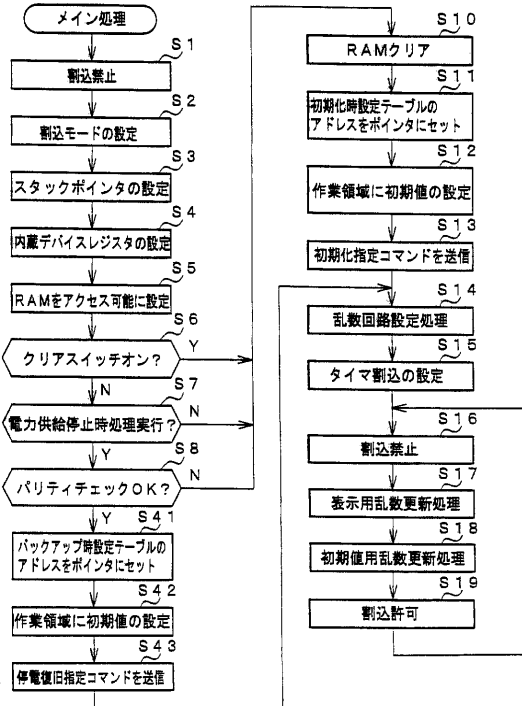 メイン処理
S1
割込禁止
S2
割込モードの設定
S3
スタックポインタの設定
S4
内蔵デバイスレジスタの設定
S5
RAMをアクセス可能に設定
S6
クリアスイッチオン?
Y
N
S7
電力供給停止時処理実行?
N
Y
S8
パリティチェックOK?
N
Y
S41
バックアップ時設定テーブルの
アドレスをポインタにセット
S42
作業領域に初期値の設定
S43
停電復旧指定コマンドを送信
S10
RAMクリア
S11
初期化時設定テーブルの
アドレスをポインタにセット
S12
作業領域に初期値の設定
S13
初期化指定コマンドを送信
S14
乱数回路設定処理
S15
タイマ割込の設定
S16
割込禁止
S17
表示用乱数更新処理
S18
初期値用乱数更新処理
S19
割込許可